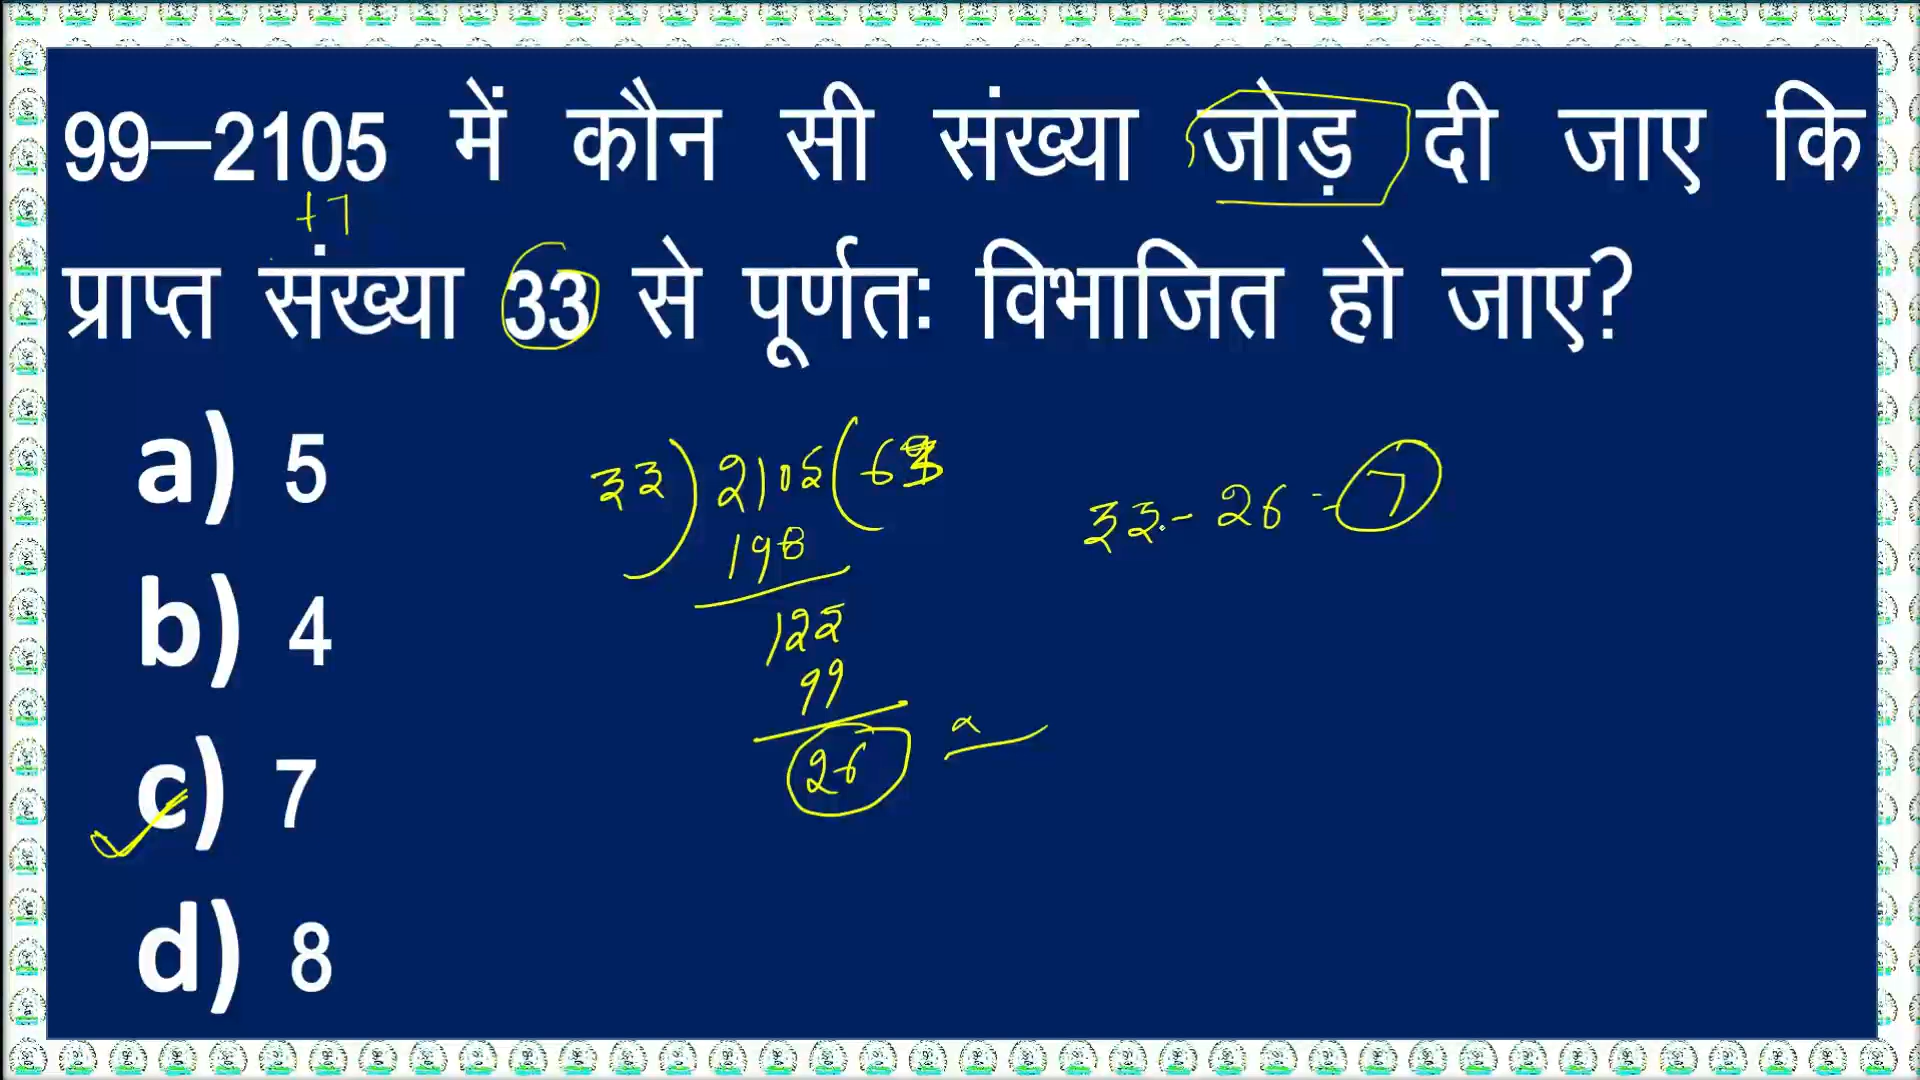 99–2105 में कौन सी संख्या जोड़ दी जाए कि
+7
प्राप्त संख्या 33 से पूर्णतः विभाजित हो जाए?
a) 5
b) 4
c) 7
d) 8
33) 2105 ( 63
198
125
99
26
33 - 26 = 7